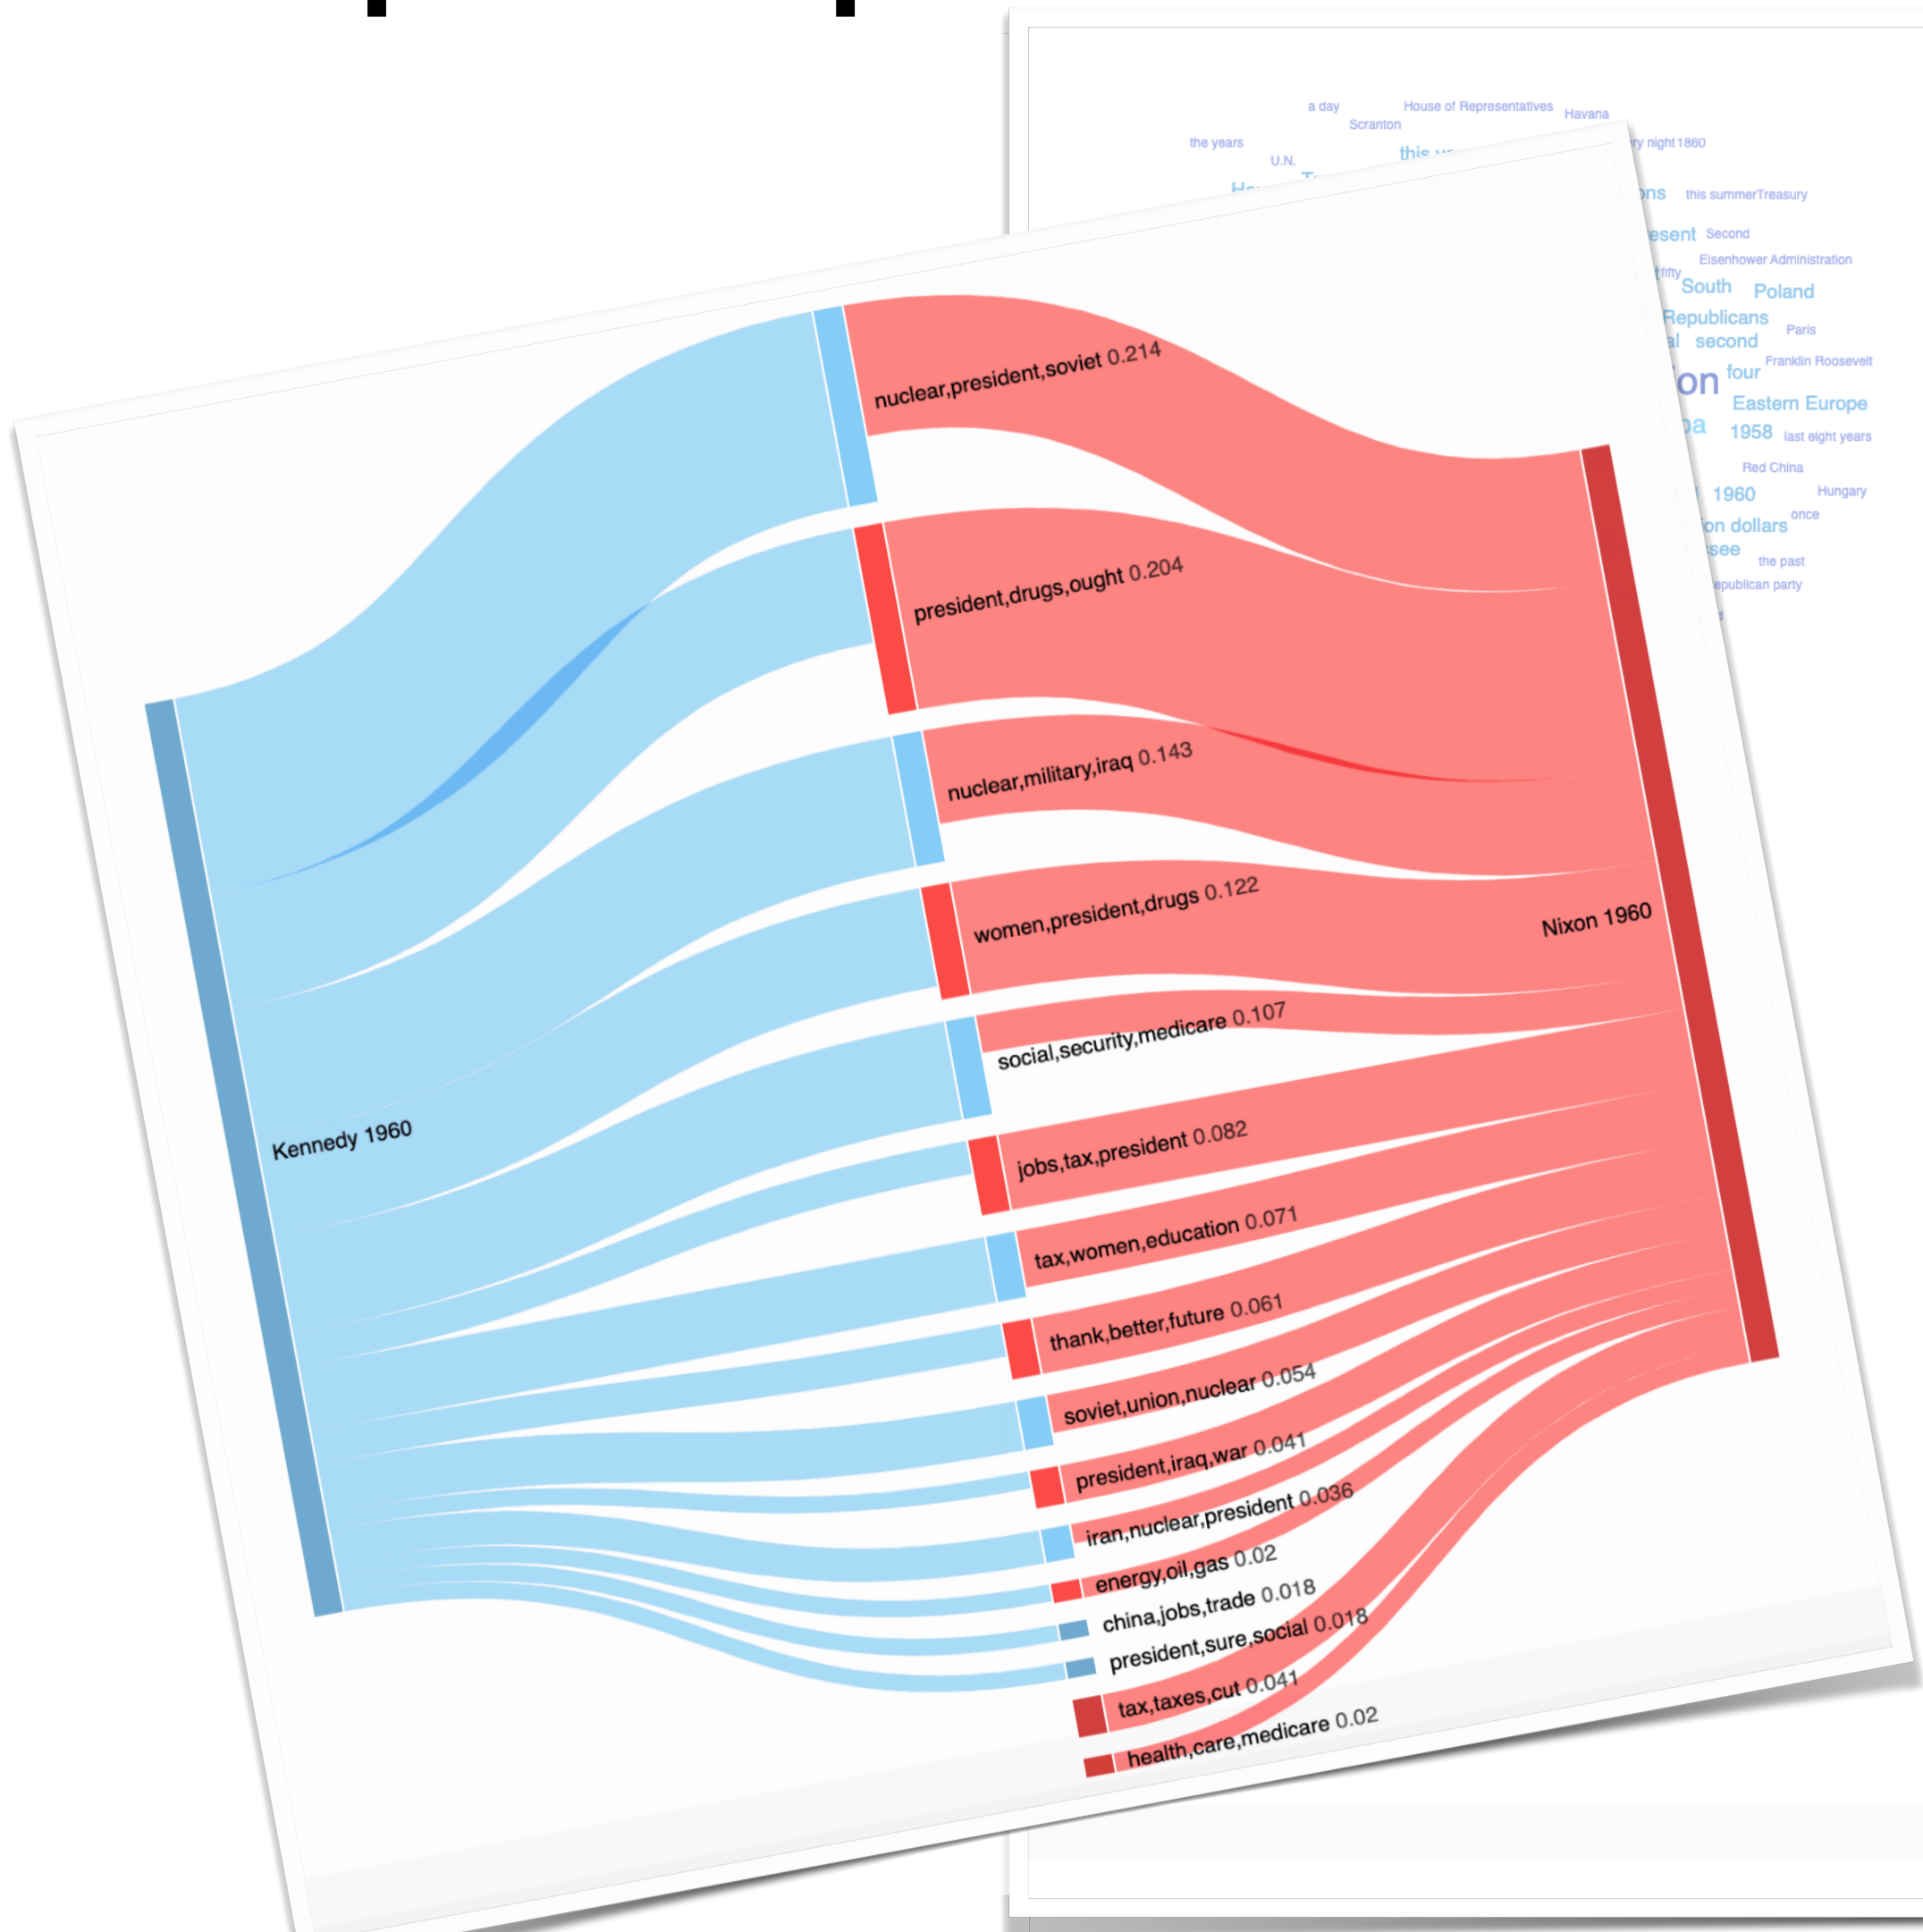 a day
House of Representatives
Havana
Scranton
the years
night 1860
U.N.
this
this summer
Treasury
Second
Eisenhower Administration
fifty
South
Poland
Republicans
Paris
second
four
Franklin Roosevelt
Eastern Europe
1958
last eight years
Red China
1960
Hungary
once
dollars
the past
party
nuclear,president,soviet 0.214
president,drugs,ought 0.204
nuclear,military,iraq 0.143
women,president,drugs 0.122
Nixon 1960
social,security,medicare 0.107
Kennedy 1960
jobs,tax,president 0.082
tax,women,education 0.071
thank,better,future 0.061
soviet,union,nuclear 0.054
president,iraq,war 0.041
iran,nuclear,president 0.036
energy,oil,gas 0.02
china,jobs,trade 0.018
president,sure,social 0.018
tax,taxes,cut 0.041
health,care,medicare 0.02